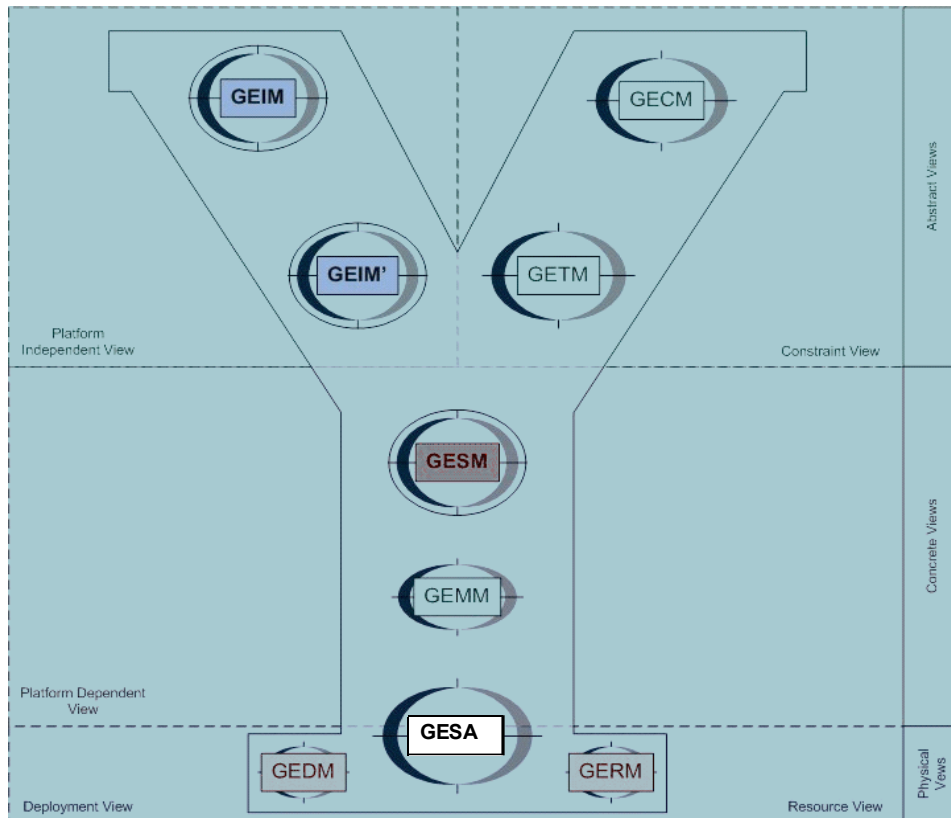 GEIM
GECM
Abstract Views
GEIM'
GETM
Platform
Independent View
Constraint View
GESM
Concrete Views
GEMM
Platform Dependent
View
GESA
GEDM
GERM
Physical
Vews
Deployment View
Resource View